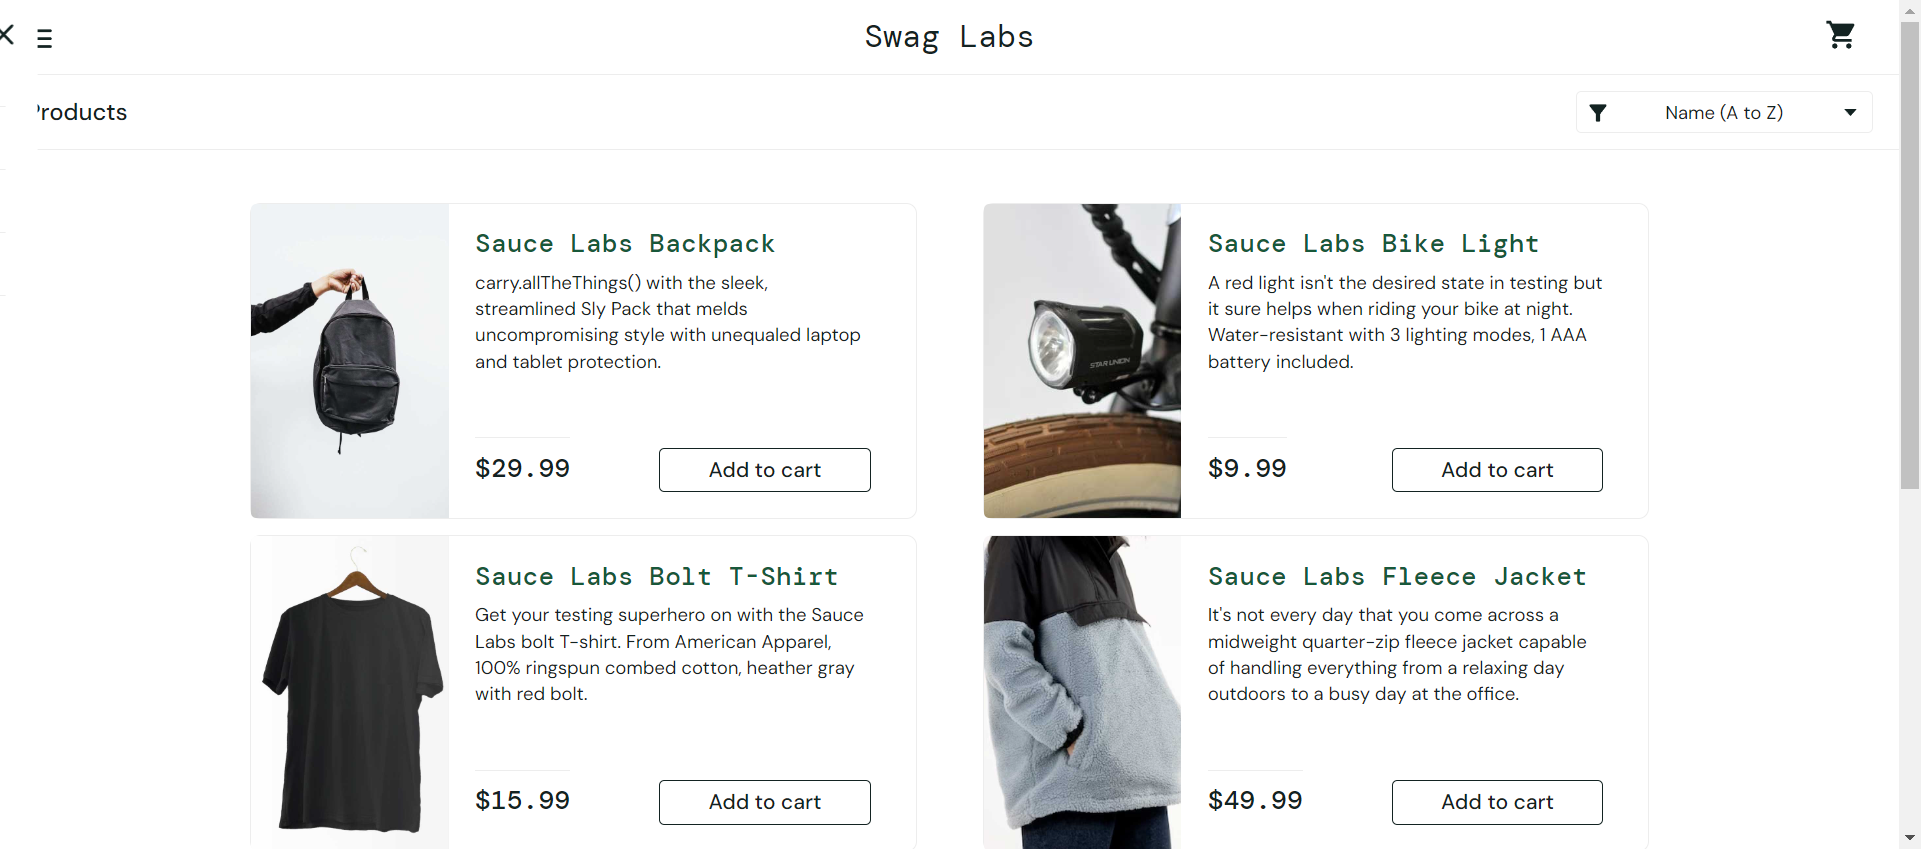 Swag Labs
Products
Name (A to Z)
Sauce Labs Backpack
carry.allTheThings() with the sleek,
streamlined Sly Pack that melds
uncompromising style with unequaled laptop
and tablet protection.
$29.99
Add to cart
Sauce Labs Bike Light
A red light isn't the desired state in testing but
it sure helps when riding your bike at night.
Water-resistant with 3 lighting modes, 1 AAA
battery included.
STAR UNION
$9.99
Add to cart
Sauce Labs Bolt T-Shirt
Get your testing superhero on with the Sauce
Labs bolt T-shirt. From American Apparel,
100% ringspun combed cotton, heather gray
with red bolt.
$15.99
Add to cart
Sauce Labs Fleece Jacket
It's not every day that you come across a
midweight quarter-zip fleece jacket capable
of handling everything from a relaxing day
outdoors to a busy day at the office.
$49.99
Add to cart